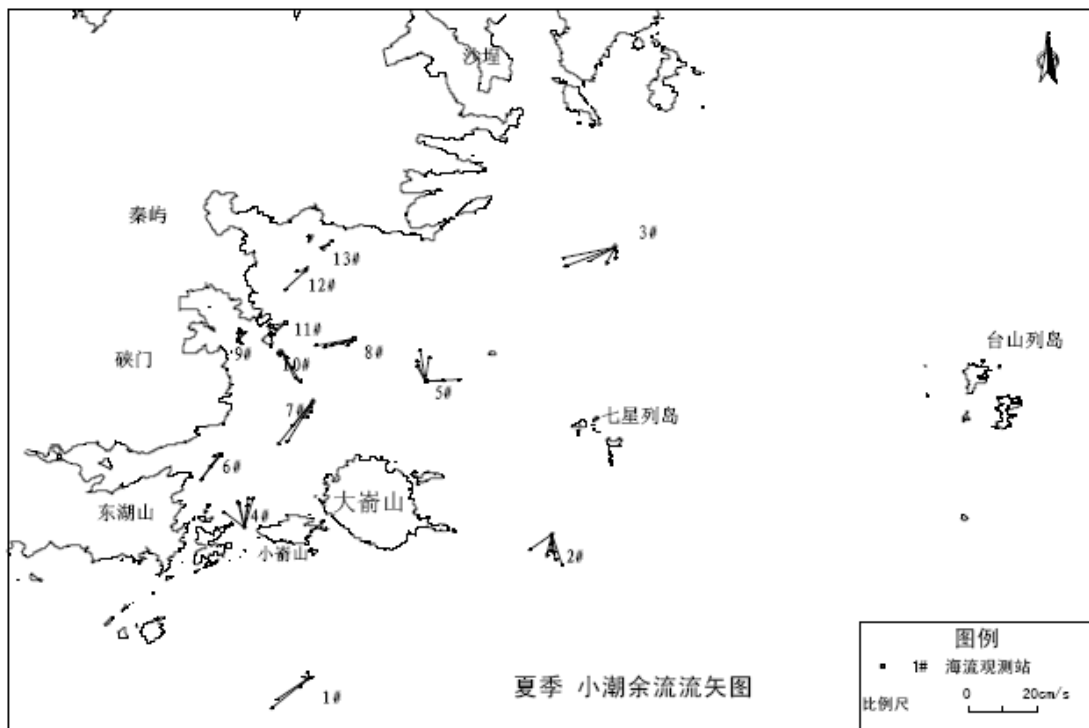 沙埕
秦屿
3#
13#
12#
11#
台山列岛
8#
9#
硖门
10#
5#
7#
七星列岛
6#
大嵛山
东湖山
4#
小嵛山
2#
图例
1# 海流观测站
夏季 小潮余流流矢图
1#
0 20cm/s
比例尺